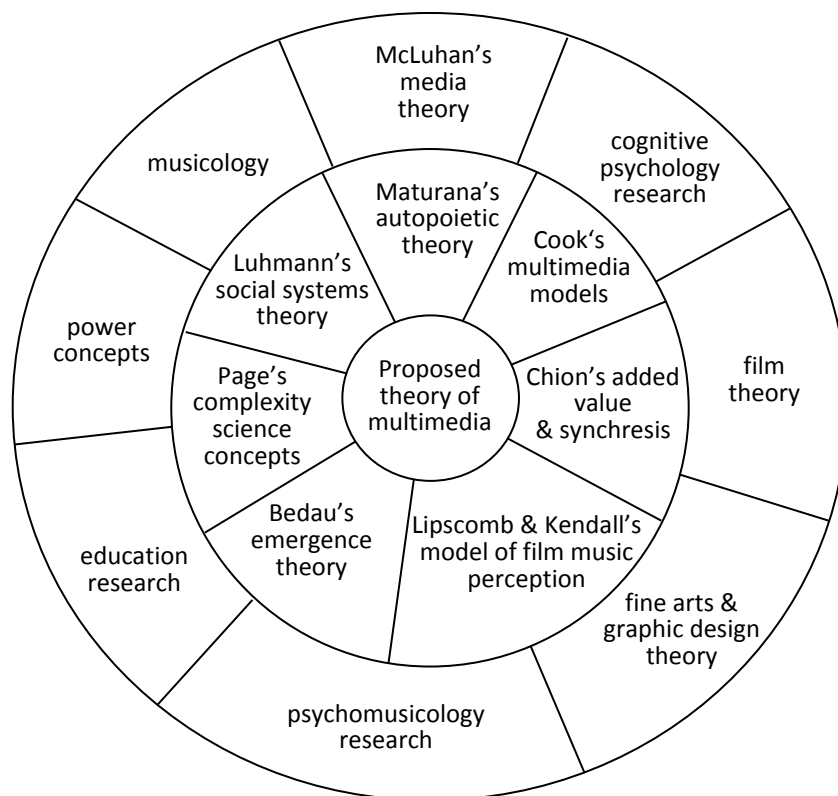 McLuhan’s
media
theory
musicology
cognitive
psychology
research
Maturana’s
autopoietic
theory
Cook‘s
multimedia
models
Luhmann’s
social systems
theory
power
concepts
film
theory
Page’s
complexity
science
concepts
Proposed
theory of
multimedia
Chion’s added
value
& synchresis
Bedau’s
emergence
theory
Lipscomb & Kendall’s
model of film music
perception
education
research
fine arts &
graphic design
theory
psychomusicology
research